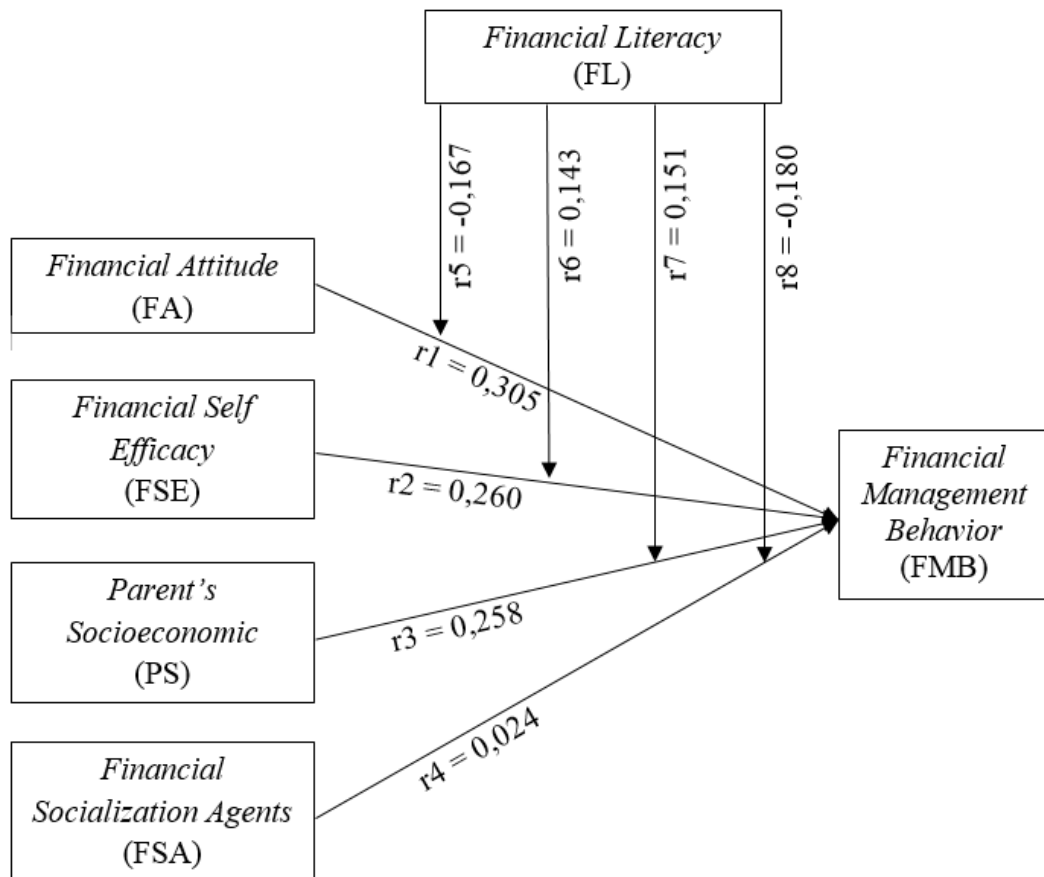 Financial Literacy
(FL)
r5 = -0,167
r6 = 0,143
r7 = 0,151
r8 = -0,180
Financial Attitude
(FA)
r1 = 0,305
Financial Self
Efficacy
(FSE)
r2 = 0,260
Financial
Management
Behavior
(FMB)
Parent's
Socioeconomic
(PS)
r3 = 0,258
Financial
Socialization Agents
(FSA)
r4 = 0,024